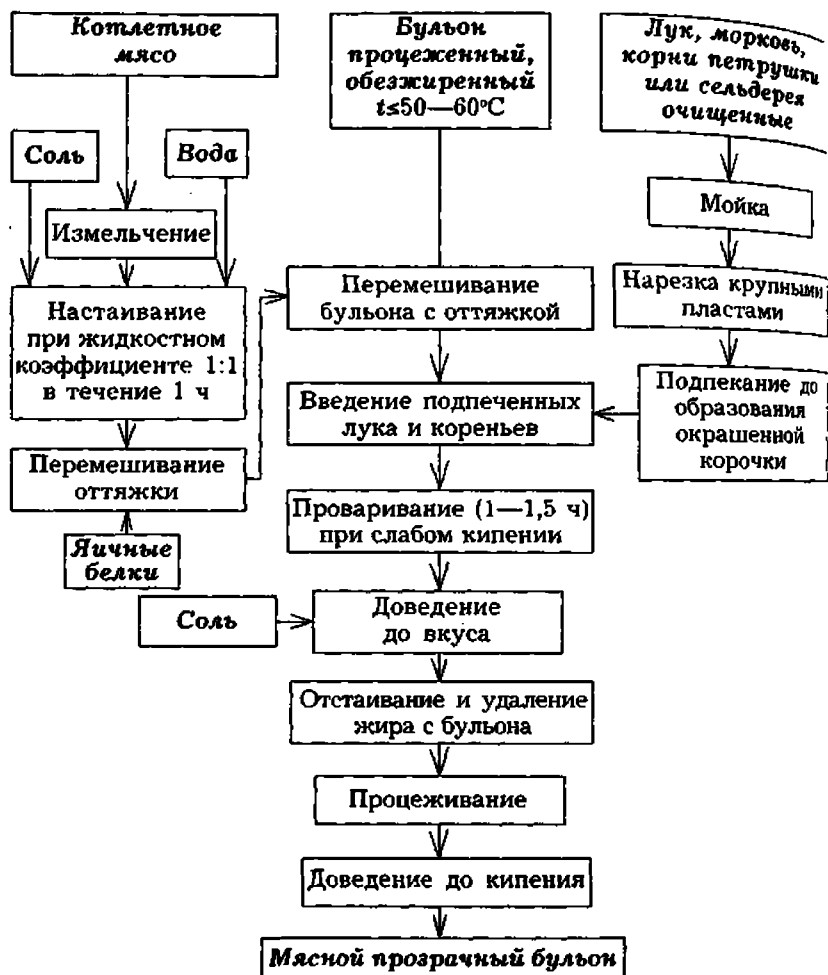 Котлетное
мясо
Бульон
процеженный,
обезжиренный
t≤50—60°С
Лук, морковь,
корни петрушки
или сельдерея
очищенные
Соль
Вода
Измельчение
Мойка
Настаивание
при жидкостном
коэффициенте 1:1
в течение 1 ч
Перемешивание
бульона с оттяжкой
Нарезка крупными
пластами
Введение подпеченных
лука и кореньев
Подпекание до
образования
окрашенной
корочки
Перемешивание
оттяжки
Яичные
белки
Проваривание (1—1,5 ч)
при слабом кипении
Соль
Доведение
до вкуса
Отстаивание и удаление
жира с бульона
Процеживание
Доведение до кипения
Мясной прозрачный бульон